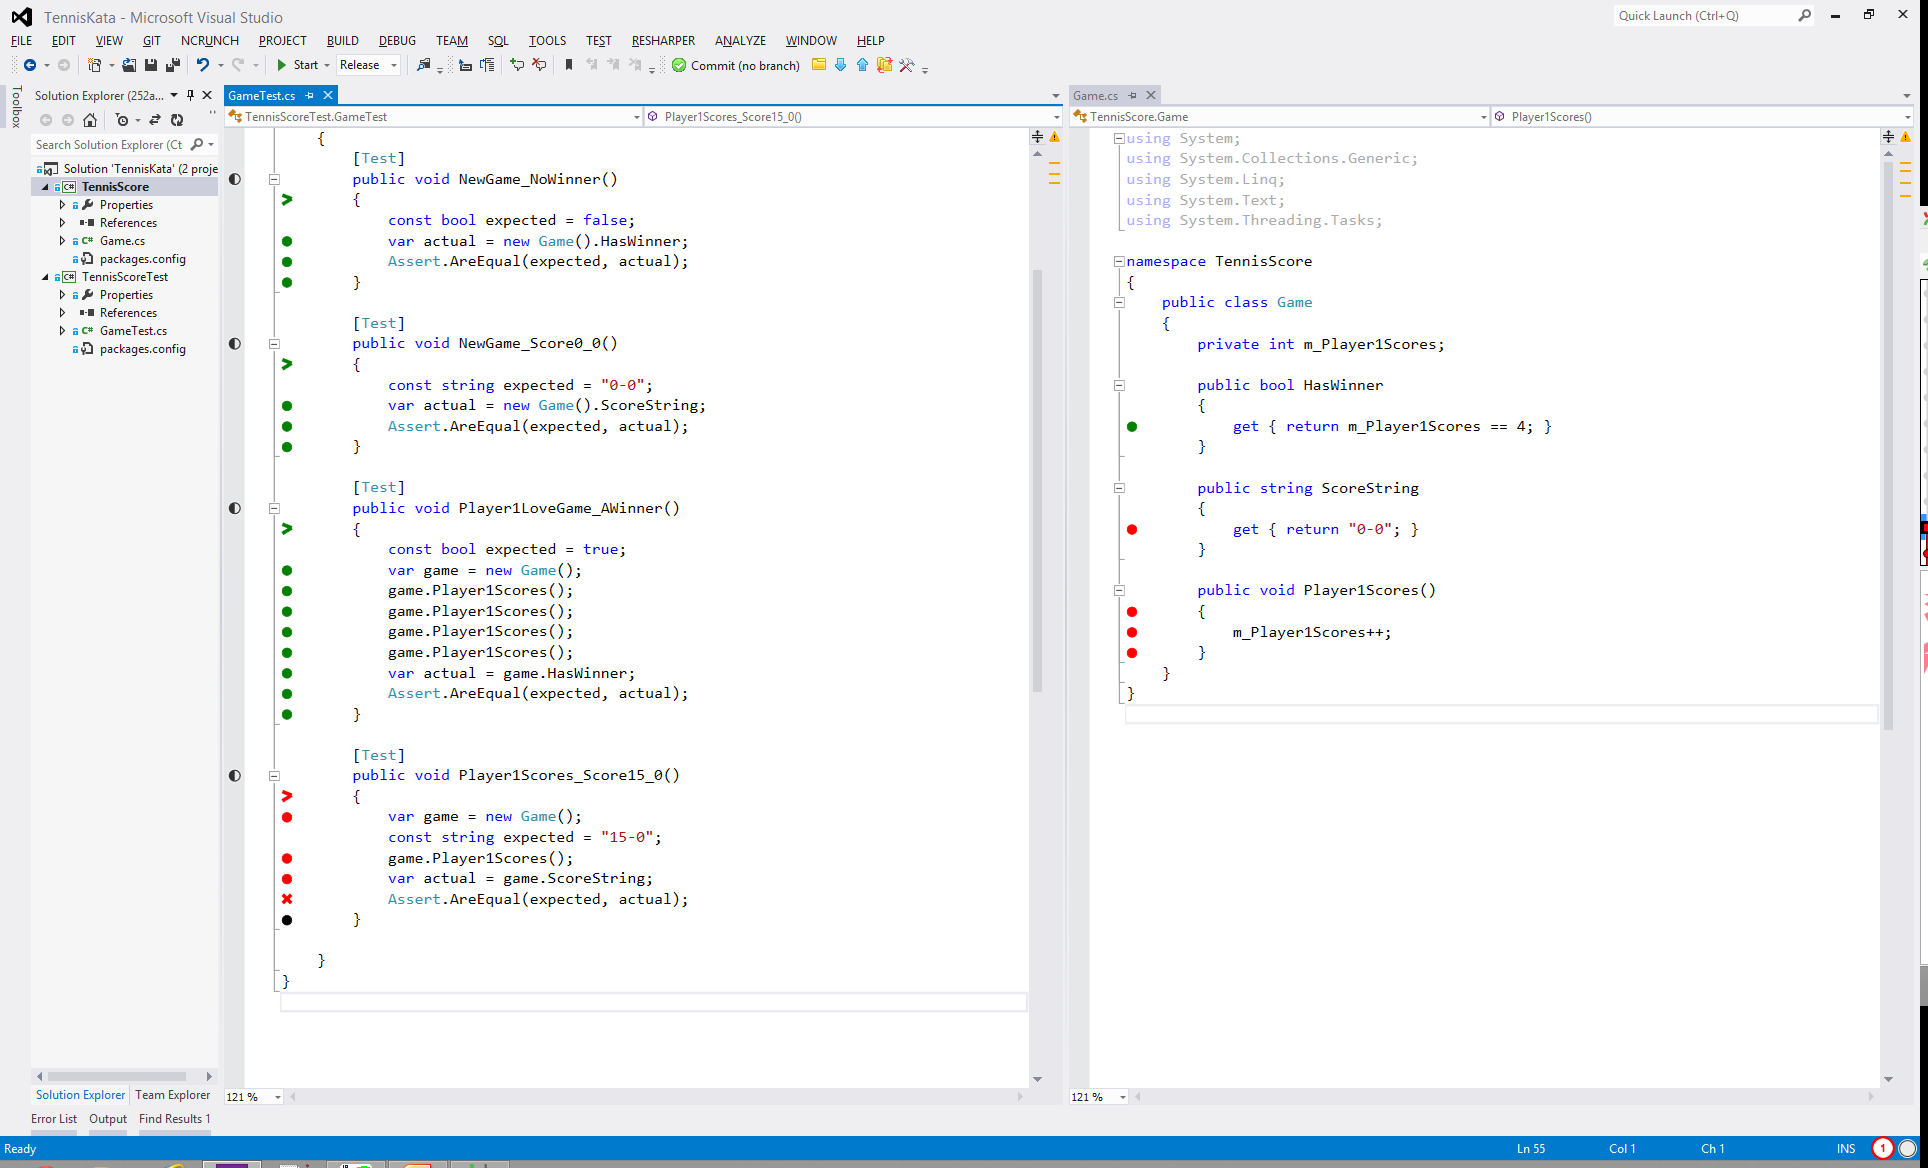 TennisKata - Microsoft Visual Studio
Quick Launch (Ctrl+Q)
FILE EDIT VIEW GIT NCRUNCH PROJECT BUILD DEBUG TEAM SQL TOOLS TEST RESHARPER ANALYZE WINDOW HELP
Start Release Commit (no branch)
Toolbox
Solution Explorer (252a...
Search Solution Explorer (Ct
Solution 'TennisKata' (2 proje
C# TennisScore
Properties
References
C# Game.cs
packages.config
C# TennisScoreTest
Properties
References
C# GameTest.cs
packages.config
Solution Explorer Team Explorer
GameTest.cs
TennisScoreTest.GameTest Player1Scores_Score15_0()
{
[Test]
public void NewGame_NoWinner()
{
const bool expected = false;
var actual = new Game().HasWinner;
Assert.AreEqual(expected, actual);
}
[Test]
public void NewGame_Score0_0()
{
const string expected = "0-0";
var actual = new Game().ScoreString;
Assert.AreEqual(expected, actual);
}
[Test]
public void Player1LoveGame_AWinner()
{
const bool expected = true;
var game = new Game();
game.Player1Scores();
game.Player1Scores();
game.Player1Scores();
game.Player1Scores();
var actual = game.HasWinner;
Assert.AreEqual(expected, actual);
}
[Test]
public void Player1Scores_Score15_0()
{
var game = new Game();
const string expected = "15-0";
game.Player1Scores();
var actual = game.ScoreString;
Assert.AreEqual(expected, actual);
}
}
}
121 %
Game.cs
TennisScore.Game Player1Scores()
using System;
using System.Collections.Generic;
using System.Linq;
using System.Text;
using System.Threading.Tasks;
namespace TennisScore
{
public class Game
{
private int m_Player1Scores;
public bool HasWinner
{
get { return m_Player1Scores == 4; }
}
public string ScoreString
{
get { return "0-0"; }
}
public void Player1Scores()
{
m_Player1Scores++;
}
}
}
121 %
Error List Output Find Results 1
Ready Ln 55 Col 1 Ch 1 INS 1